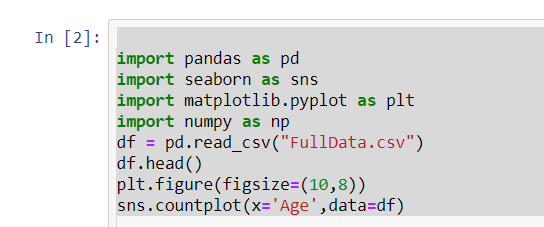 In [2]:
import pandas as pd
import seaborn as sns
import matplotlib.pyplot as plt
import numpy as np
df = pd.read_csv("FullData.csv")
df.head()
plt.figure(figsize=(10,8))
sns.countplot(x='Age',data=df)